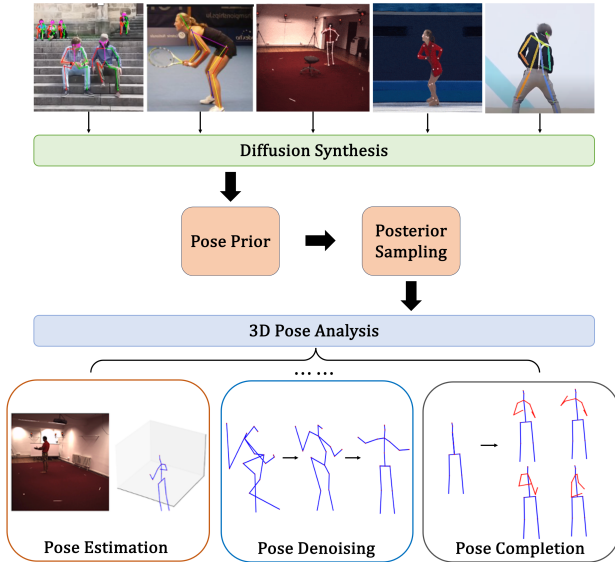 Diffusion Synthesis
Pose Prior
Posterior
Sampling
3D Pose Analysis
... ...
Pose Estimation
Pose Denoising
Pose Completion